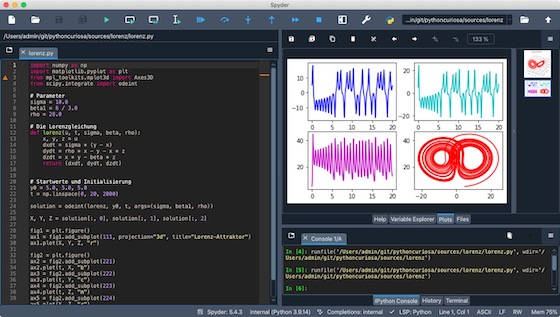 Spyder
…in/git/pythoncuriosa/sources/lorenz
/Users/admin/git/pythoncuriosa/sources/lorenz/lorenz.py
lorenz.py
1 import numpy as np
2 import matplotlib.pyplot as plt
3 from mpl_toolkits.mplot3d import Axes3D
4 from scipy.integrate import odeint
5
6 # Parameter
7 sigma = 10.0
8 beta1 = 8 / 3.0
9 rho = 28.0
10
11 # Die Lorenzgleichung
12 def lorenz(u, t, sigma, beta, rho):
13 x, y, z = u
14 dxdt = sigma * (y - x)
15 dydt = rho * x - y - x * z
16 dzdt = x * y - beta * z
17 return (dxdt, dydt, dzdt)
18
19
20 # Startwerte und Initialisierung
21 y0 = 5.0, 5.0, 5.0
22 t = np.linspace(0, 20, 2000)
23
24 solution = odeint(lorenz, y0, t, args=(sigma, beta1, rho))
25
26 X, Y, Z = solution[:, 0], solution[:, 1], solution[:, 2]
27
28 fig1 = plt.figure()
29 ax1 = fig1.add_subplot(111, projection="3d", title="Lorenz-Attraktor")
30 ax1.plot(X, Y, Z, "r")
31
32 fig2 = plt.figure()
33 ax2 = fig2.add_subplot(221)
34 ax2.plot(t, X, "b")
35 ax3 = fig2.add_subplot(222)
36 ax3.plot(t, Y, "c")
37 ax4 = fig2.add_subplot(223)
38 ax4.plot(t, Z, "m")
39 ax5 = fig2.add_subplot(224)
133 %
10
0
−10
0 5 10 15 20
20
0
−20
0 10 20
40
20
0 5 10 15 20
40
20
0
Help Variable Explorer Plots Files
Console 1/A
In [4]: runfile('/Users/admin/git/pythoncuriosa/sources/lorenz/lorenz.py', wdir='/
Users/admin/git/pythoncuriosa/sources/lorenz')
In [5]: runfile('/Users/admin/git/pythoncuriosa/sources/lorenz/lorenz.py', wdir='/
Users/admin/git/pythoncuriosa/sources/lorenz')
In [6]:
IPython Console History Terminal
Spyder: 5.4.3 internal (Python 3.9.14) Completions: internal LSP: Python Line 1, Col 1 ASCII LF RW Mem 75%